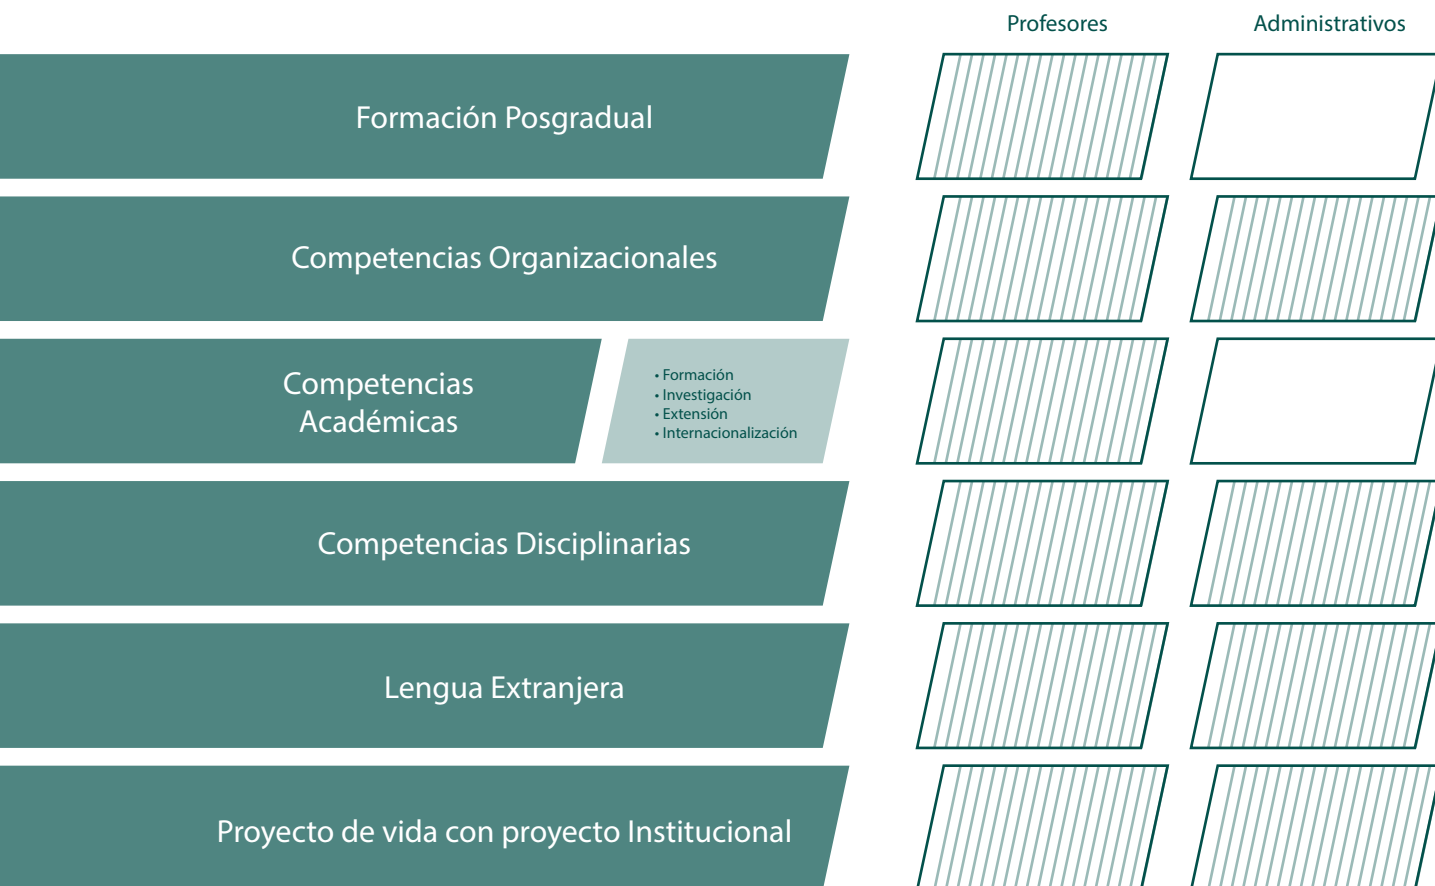 Profesores
Administrativos
Formación Posgradual
Competencias Organizacionales
Competencias
Académicas
• Formación
• Investigación
• Extensión
• Internacionalización
Competencias Disciplinarias
Lengua Extranjera
Proyecto de vida con proyecto Institucional